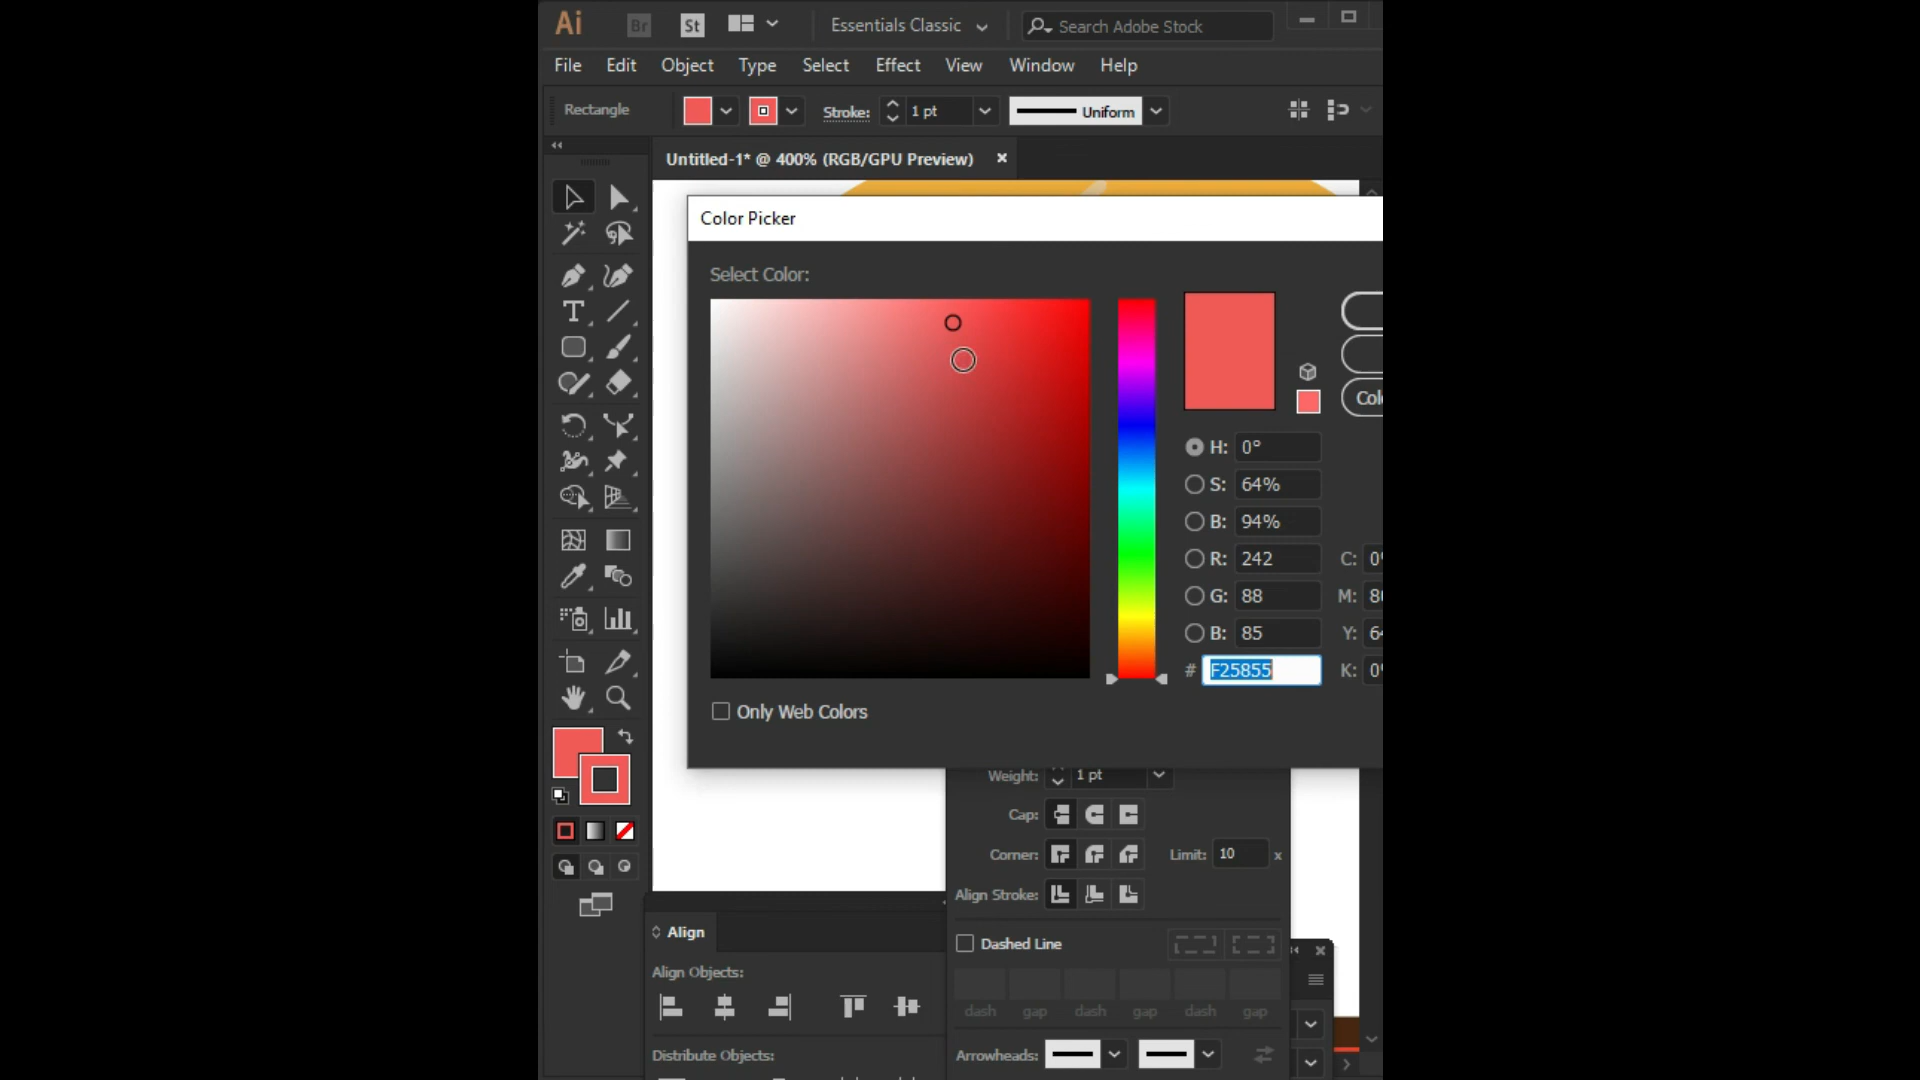 Ai Br St Essentials Classic Search Adobe Stock
File Edit Object Type Select Effect View Window Help
Rectangle Stroke: 1 pt Uniform
Untitled-1* @ 400% (RGB/GPU Preview)
Color Picker
Select Color:
H: 0°
S: 64%
B: 94%
R: 242 C: 0
G: 88 M:
B: 85 Y:
# F25855 K: 0
Only Web Colors
Weight: 1 pt
Cap:
Corner: Limit: 10 x
Align Stroke:
Align
Dashed Line
Align Objects:
dash gap dash gap dash gap
Distribute Objects:
Arrowheads: